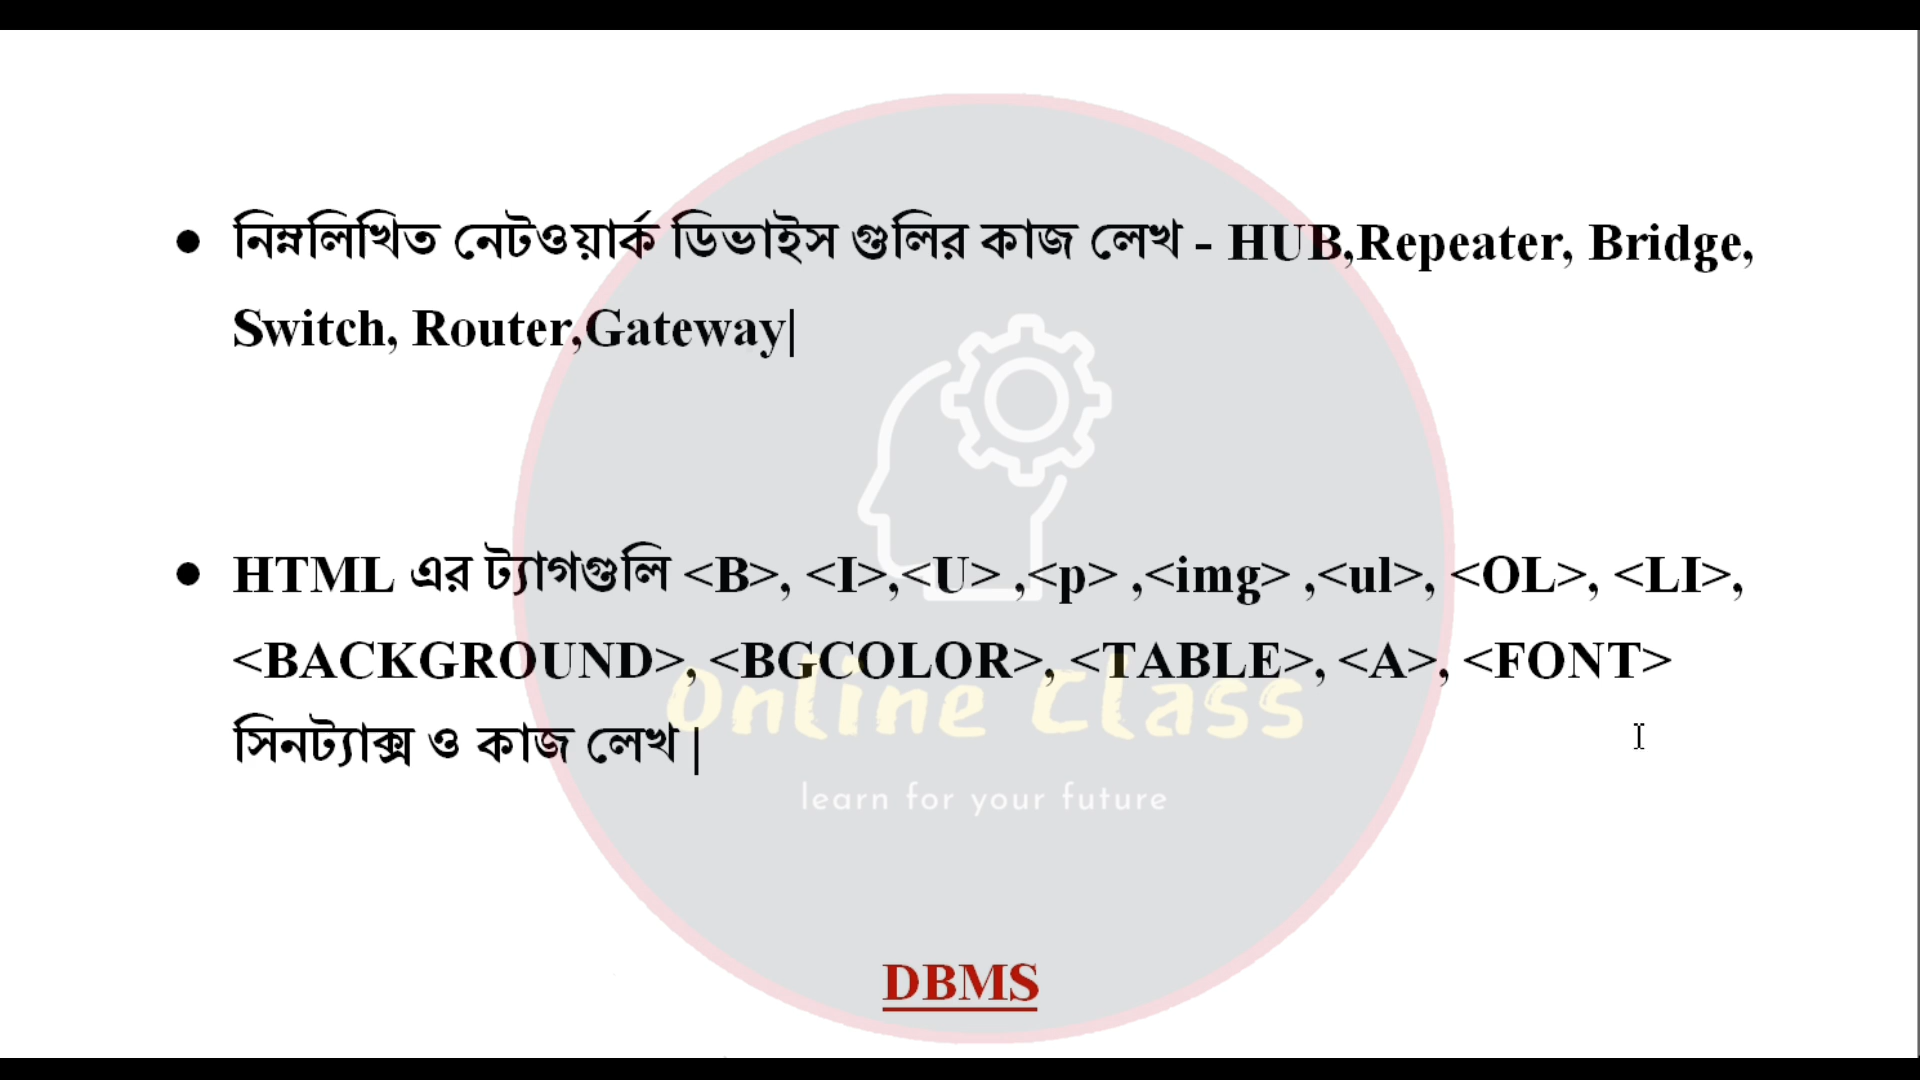 ● নিম্নলিখিত নেটওয়ার্ক ডিভাইস গুলির কাজ লেখ - HUB,Repeater, Bridge,
Switch, Router,Gateway|
● HTML এর ট্যাগগুলি <B>, <I>,<U> ,<p> ,<img> ,<ul>, <OL>, <LI>,
<BACKGROUND>, <BGCOLOR>, <TABLE>, <A>, <FONT>
সিনট্যাক্স ও কাজ লেখ |
Online Class
learn for your future
DBMS